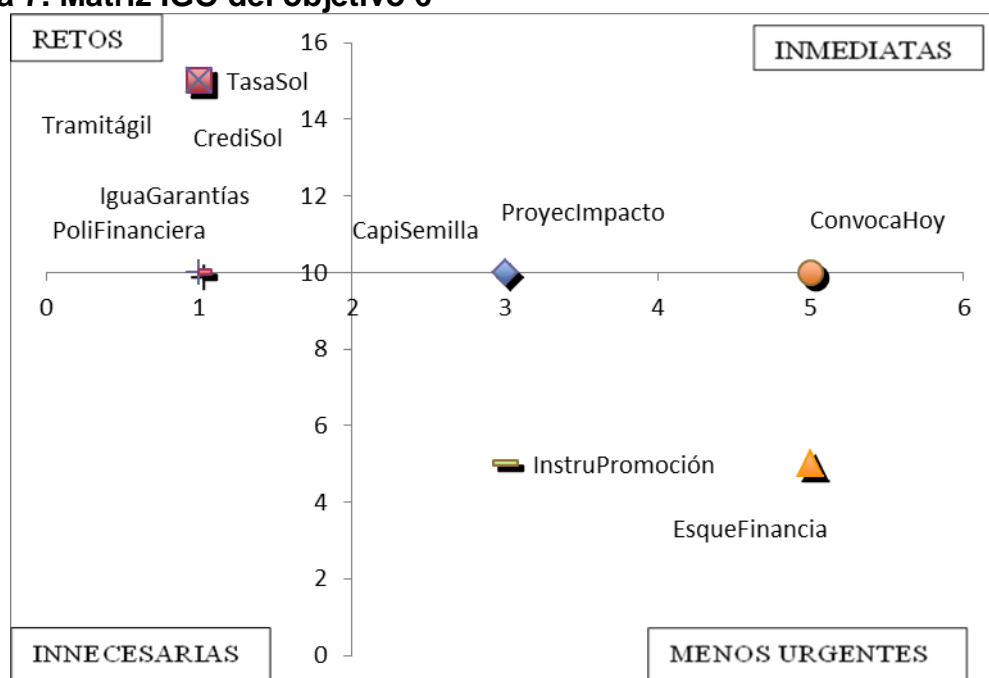 a 7. Matriz IGO del objetivo 6
RETOS
16
INMEDIATAS
TasaSol
Tramitágil
14
CrediSol
IguaGarantías
12
ProyecImpacto
PoliFinanciera
CapiSemilla
ConvocaHoy
10
0 1 2 3 4 5 6
8
6
InstruPromoción
4
EsqueFinancia
2
INNECESARIAS
0
MENOS URGENTES